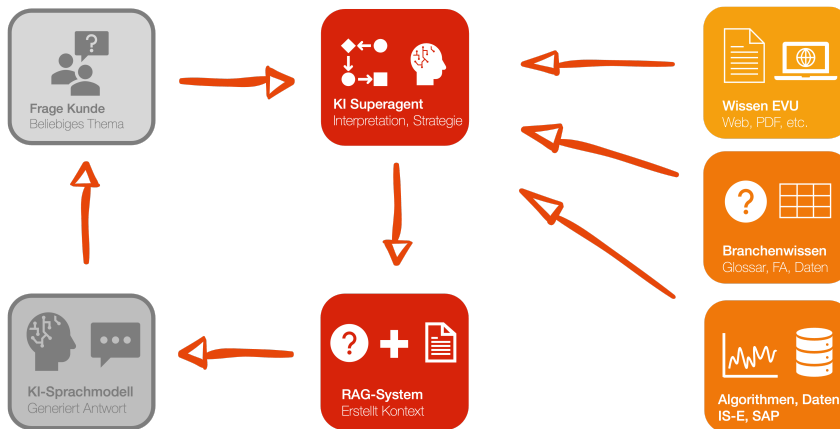 Frage Kunde
Beliebiges Thema
KI Superagent
Interpretation, Strategie
Wissen EVU
Web, PDF, etc.
Branchenwissen
Glossar, FA, Daten
KI-Sprachmodell
Generiert Antwort
RAG-System
Erstellt Kontext
Algorithmen, Daten
IS-E, SAP